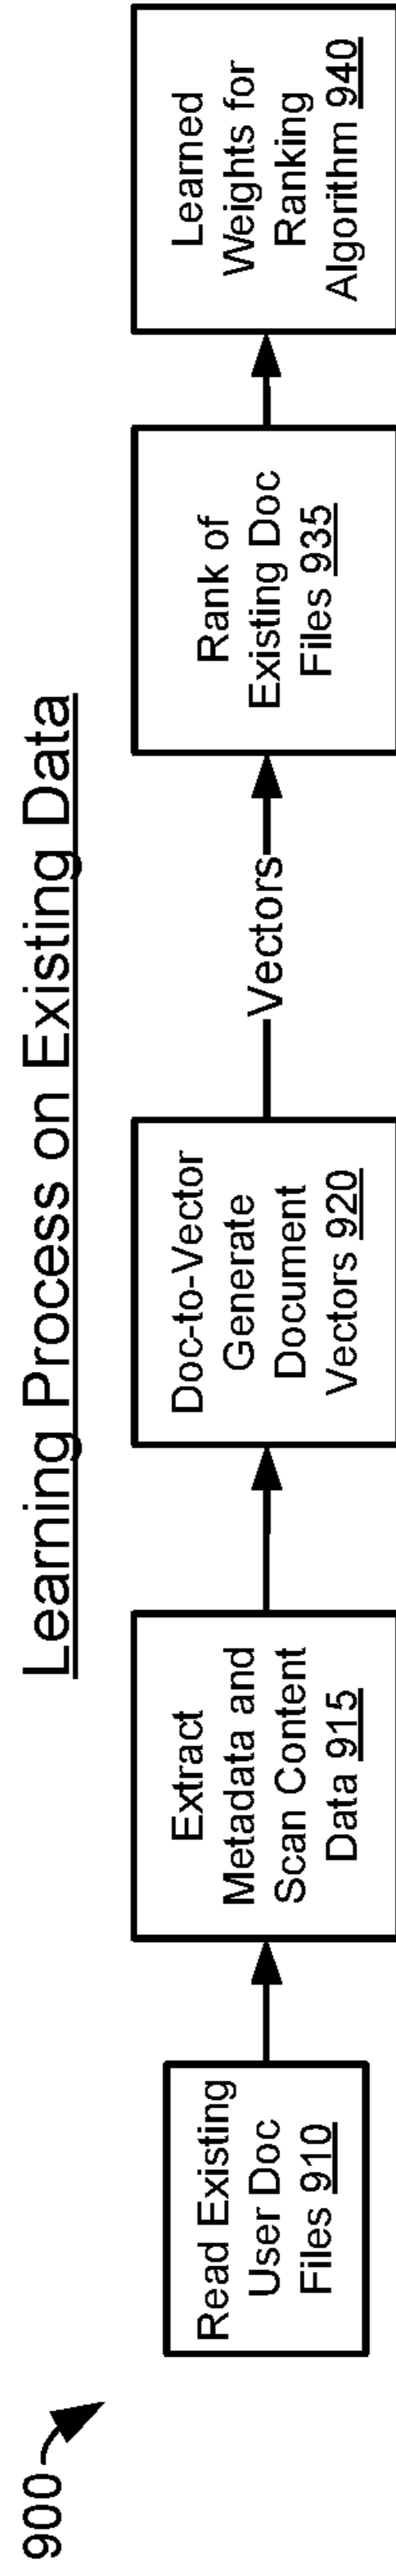 Learning Process on Existing Data
900
Read Existing
User Doc
Files 910
Extract
Metadata and
Scan Content
Data 915
Doc-to-Vector
Generate
Document
Vectors 920
Vectors
Rank of
Existing Doc
Files 935
Learned
Weights for
Ranking
Algorithm 940